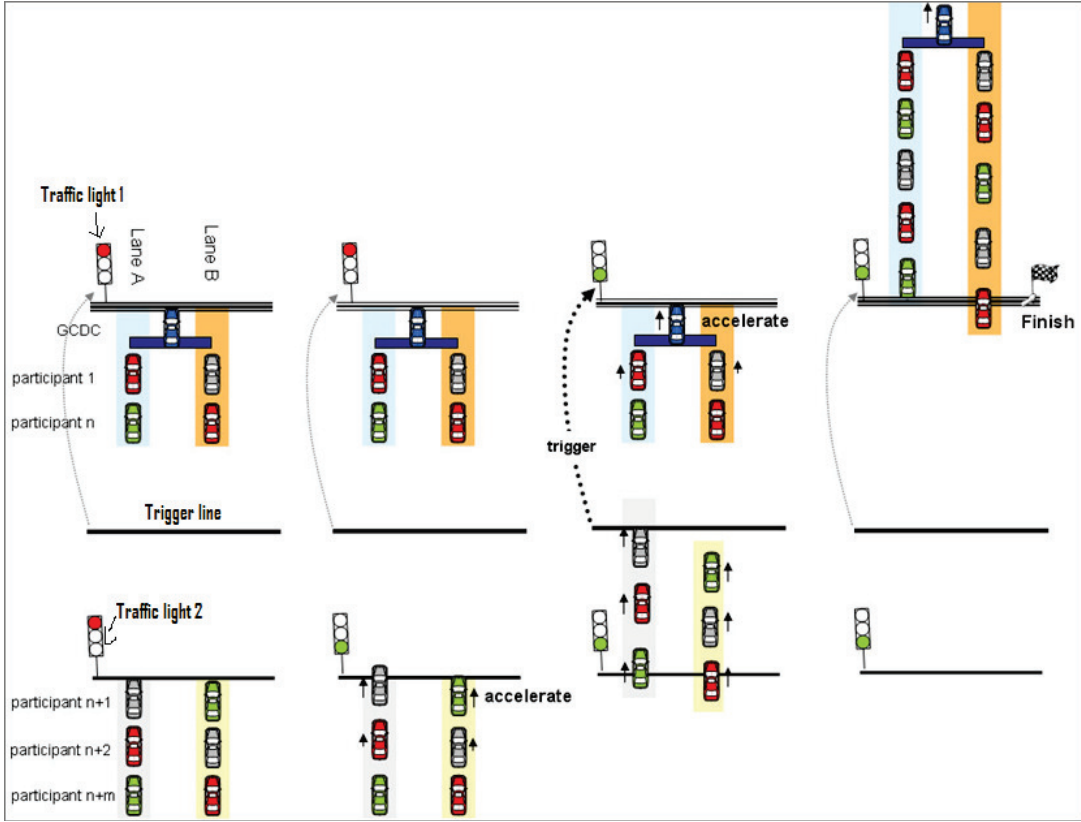 Traffic light 1
Lane A
Lane B
GCDC
accelerate
Finish
participant 1
participant n
trigger
Trigger line
Traffic light 2
participant n+1
accelerate
participant n+2
participant n+m